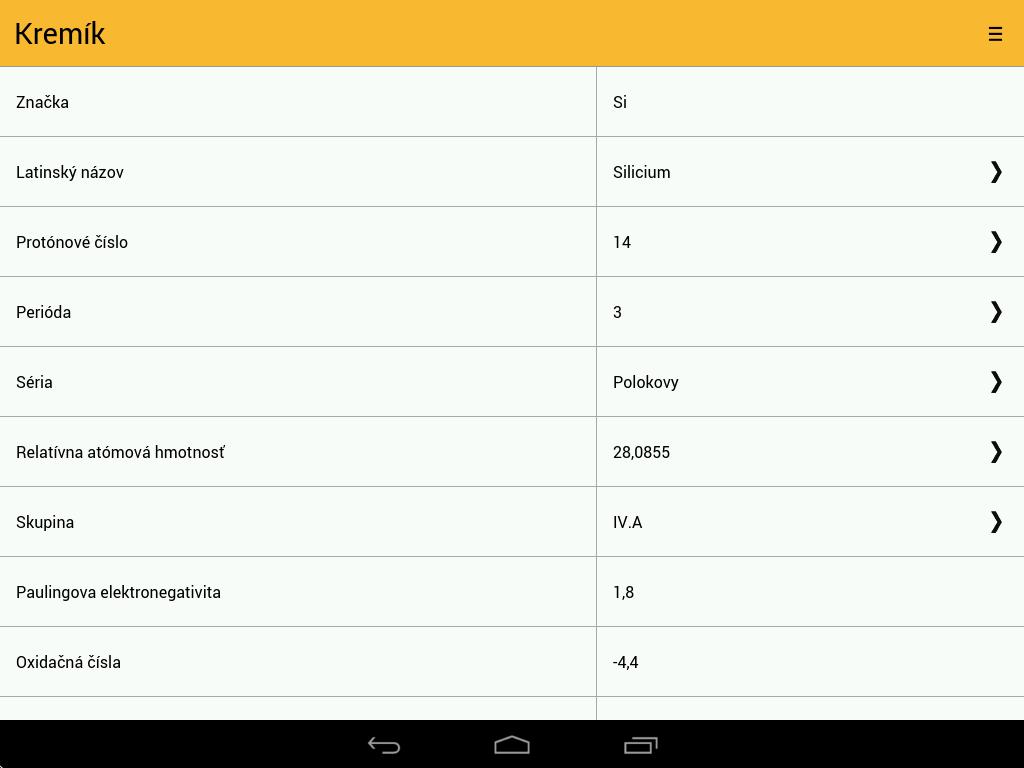 Kremík
Značka Si
Latinský názov Silicium
Protónové číslo 14
Perióda 3
Séria Polokovy
Relatívna atómová hmotnosť 28,0855
Skupina IV.A
Paulingova elektronegativita 1,8
Oxidačná čísla -4,4